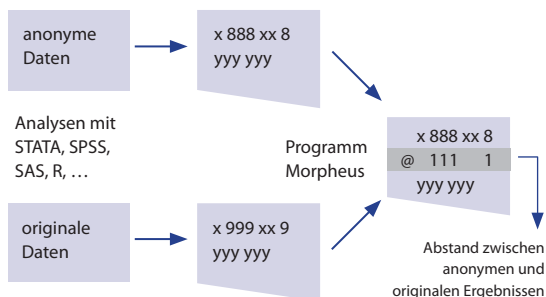 anonyme
Daten
x 888 xx 8
yyy yyy
Analysen mit
STATA, SPSS,
SAS, R, …
Programm
Morpheus
x 888 xx 8
@ 111 1
yyy yyy
originale
Daten
x 999 xx 9
yyy yyy
Abstand zwischen
anonymen und
originalen Ergebnissen